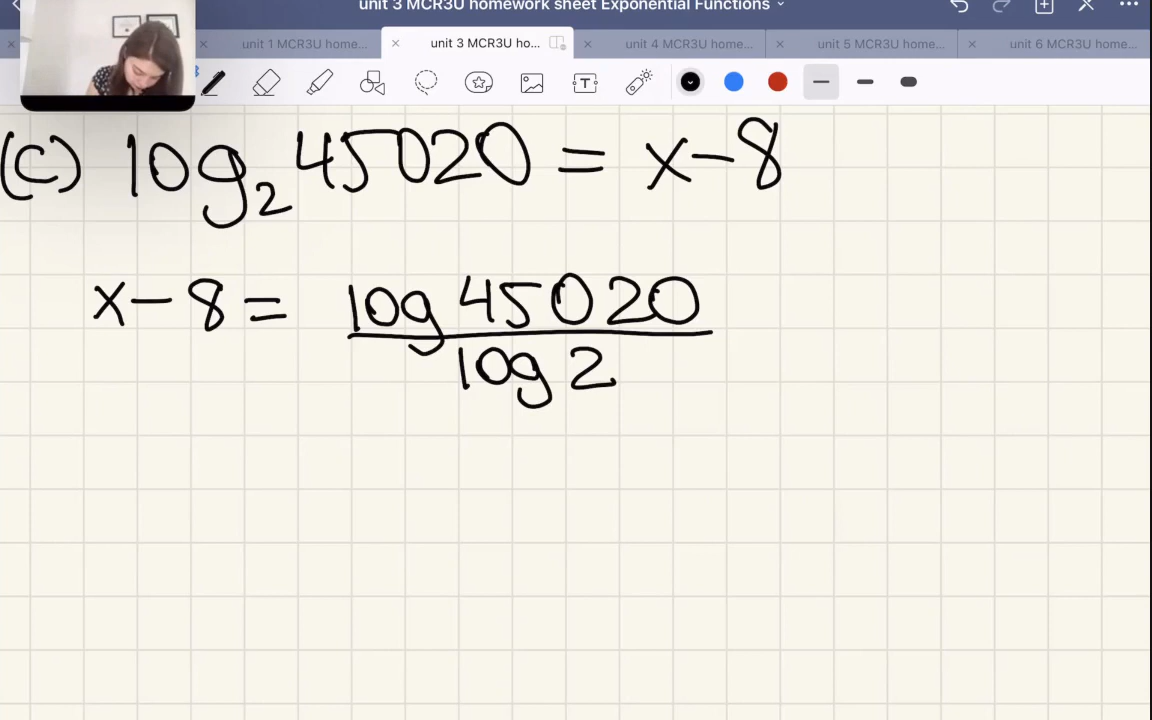 unit 3 MCR3U homework sheet Exponential Functions
unit 1 MCR3U home...
unit 3 MCR3U ho...
unit 4 MCR3U home...
unit 5 MCR3U home...
unit 6 MCR3U home...
T
(c) log₂ 45020 = x - 8
x - 8 = log 45020
log 2